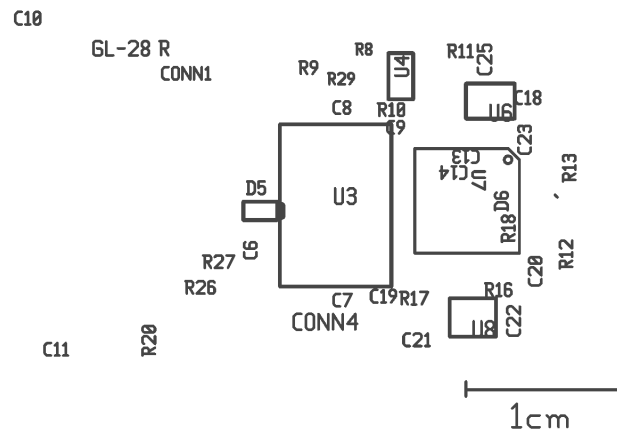 C10
GL-28 R
CONN1
R9
R29
R8
U4
R11
C25
C8
R10
C9
U6
C18
C23
C13
C14
U7
R13
D5
U3
D6
R18
C6
R27
R26
R12
C20
C7
C19
R17
R16
CONN4
U8
C22
C21
C11
R20
1cm